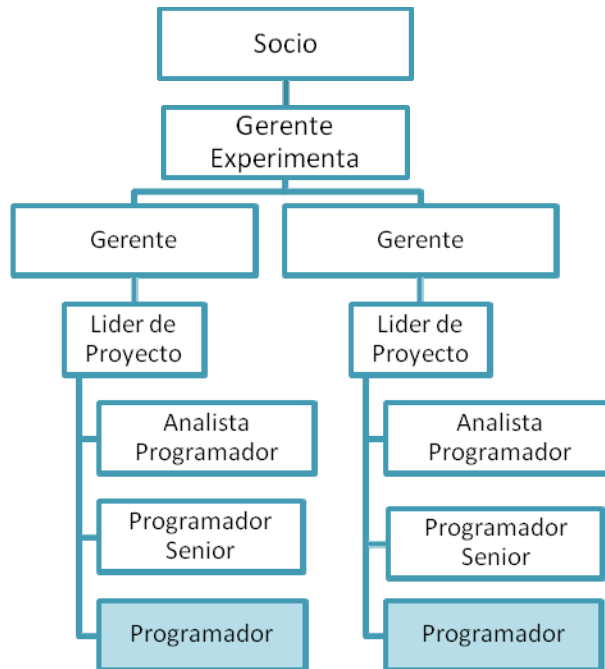 Socio
Gerente
Experimenta
Gerente
Gerente
Lider de
Proyecto
Lider de
Proyecto
Analista
Programador
Analista
Programador
Programador
Senior
Programador
Senior
Programador
Programador